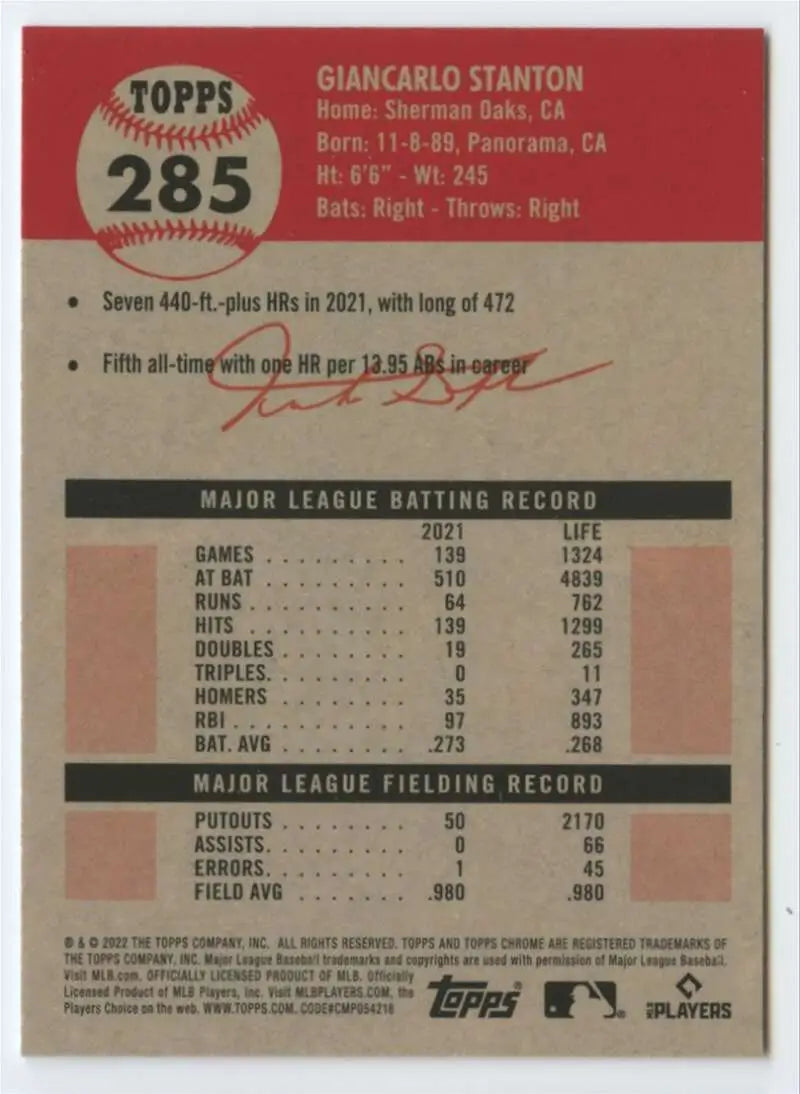 TOPPS
285
GIANCARLO STANTON
Home: Sherman Oaks, CA
Born: 11-8-89, Panorama, CA
Ht: 6'6" - Wt: 245
Bats: Right - Throws: Right
• Seven 440-ft.-plus HRs in 2021, with long of 472
• Fifth all-time with one HR per 13.95 ABs in career
MAJOR LEAGUE BATTING RECORD
2021 LIFE
GAMES . . . . . . . . . 139 1324
AT BAT . . . . . . . . . 510 4839
RUNS . . . . . . . . . . 64 762
HITS . . . . . . . . . . 139 1299
DOUBLES . . . . . . . . 19 265
TRIPLES. . . . . . . . . 0 11
HOMERS . . . . . . . . 35 347
RBI . . . . . . . . . . . 97 893
BAT. AVG . . . . . . . . .273 .268
MAJOR LEAGUE FIELDING RECORD
PUTOUTS . . . . . . . . 50 2170
ASSISTS. . . . . . . . . 0 66
ERRORS. . . . . . . . . 1 45
FIELD AVG . . . . . . . .980 .980
® & © 2022 THE TOPPS COMPANY, INC. ALL RIGHTS RESERVED. TOPPS AND TOPPS CHROME ARE REGISTERED TRADEMARKS OF
THE TOPPS COMPANY, INC. Major League Baseball trademarks and copyrights are used with permission of Major League Baseball.
Visit MLB.com. OFFICIALLY LICENSED PRODUCT OF MLB. Officially
Licensed Product of MLB Players, Inc. Visit MLBPLAYERS.COM, the
Players Choice on the web. WWW.TOPPS.COM. CODE#CMP054218
Topps®
MLB PLAYERS